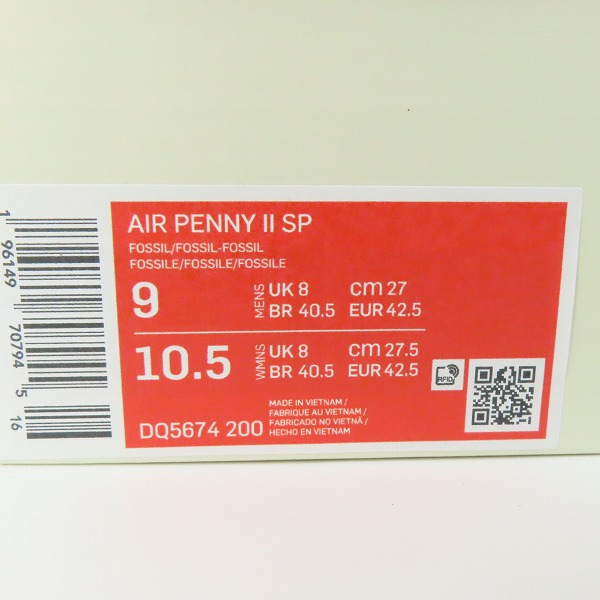 AIR PENNY II SP
FOSSIL/FOSSIL-FOSSIL
FOSSILE/FOSSILE/FOSSILE
9 MENS UK 8 cm 27
BR 40.5 EUR 42.5
10.5 WMNS UK 8 cm 27.5
BR 40.5 EUR 42.5
RFID
MADE IN VIETNAM /
FABRIQUE AU VIETNAM /
FABRICADO NO VIETNÃ /
HECHO EN VIETNAM
DQ5674 200
1 96149 70794 5 16